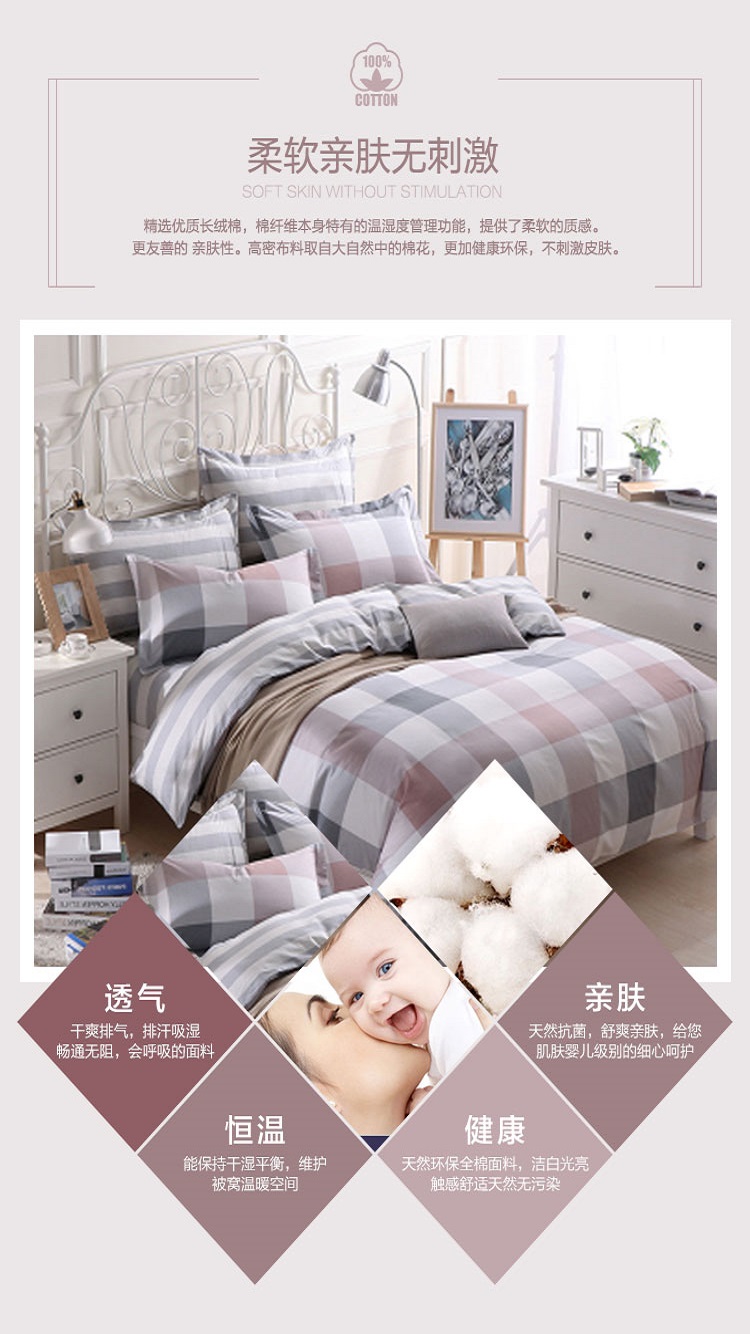 100%
COTTON
柔软亲肤无刺激
SOFT SKIN WITHOUT STIMULATION
精选优质长绒棉，棉纤维本身特有的温湿度管理功能，提供了柔软的质感。
更友善的 亲肤性。高密布料取自大自然中的棉花，更加健康环保，不刺激皮肤。
透气
干爽排气，排汗吸湿
畅通无阻，会呼吸的面料
亲肤
天然抗菌，舒爽亲肤，给您
肌肤婴儿级别的细心呵护
恒温
能保持干湿平衡，维护
被窝温暖空间
健康
天然环保全棉面料，洁白光亮
触感舒适天然无污染